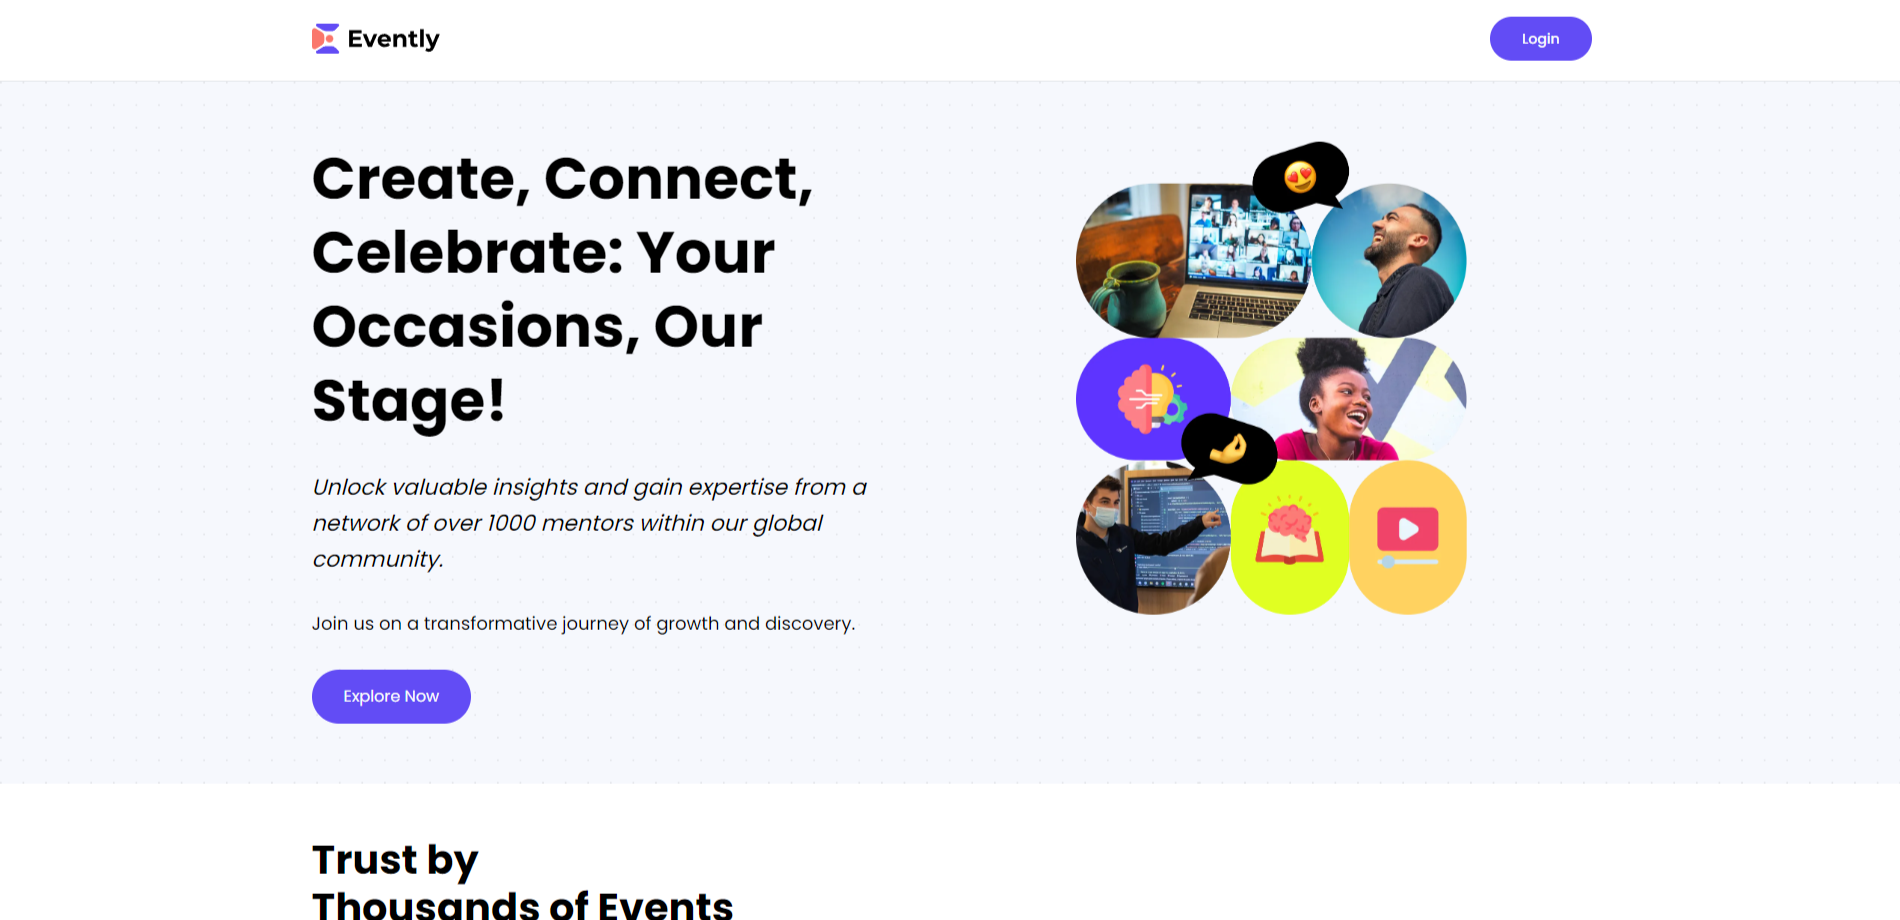 Evently
Login
Create, Connect,
Celebrate: Your
Occasions, Our
Stage!
Unlock valuable insights and gain expertise from a
network of over 1000 mentors within our global
community.
Join us on a transformative journey of growth and discovery.
Explore Now
Trust by
Thousands of Events